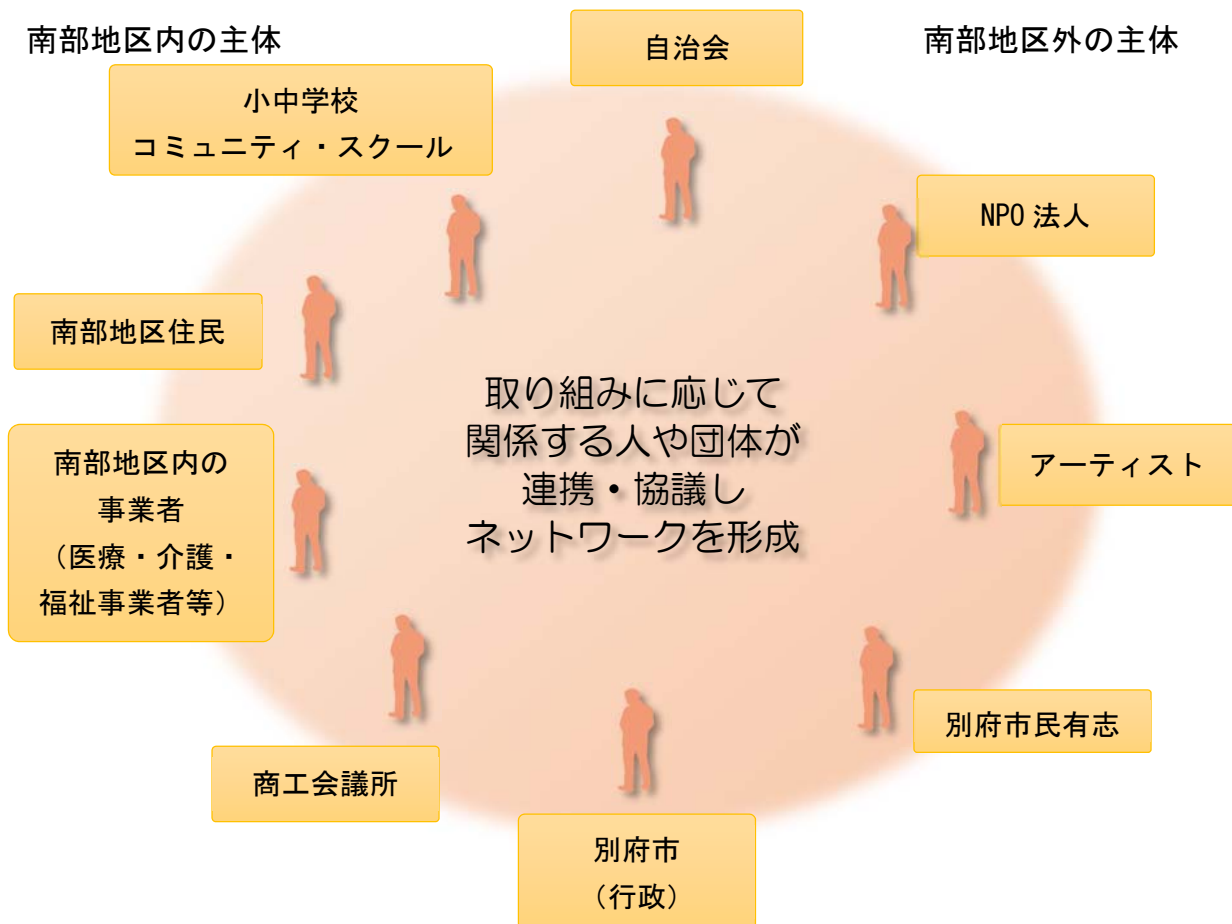 南部地区内の主体
南部地区外の主体
自治会
小中学校
コミュニティ・スクール
NPO 法人
南部地区住民
取り組みに応じて
関係する人や団体が
連携・協議し
ネットワークを形成
アーティスト
南部地区内の
事業者
（医療・介護・
福祉事業者等）
別府市民有志
商工会議所
別府市
（行政）